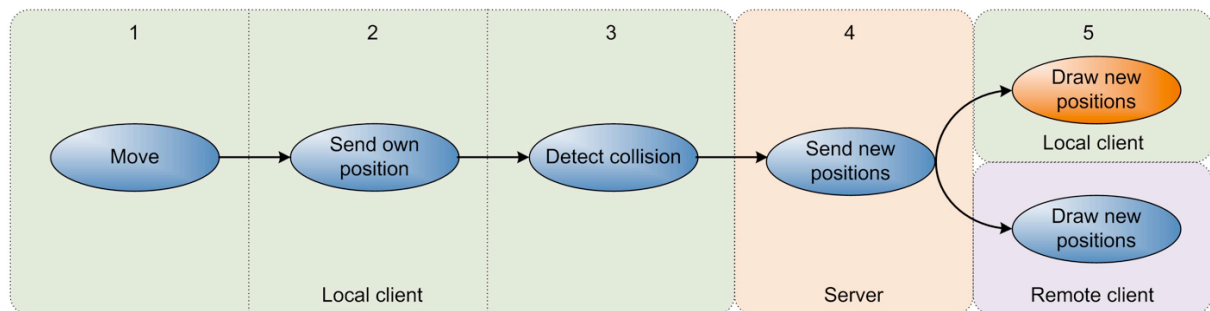 1
2
3
4
5
Move
Send own
position
Detect collision
Send new
positions
Draw new
positions
Local client
Draw new
positions
Local client
Server
Remote client